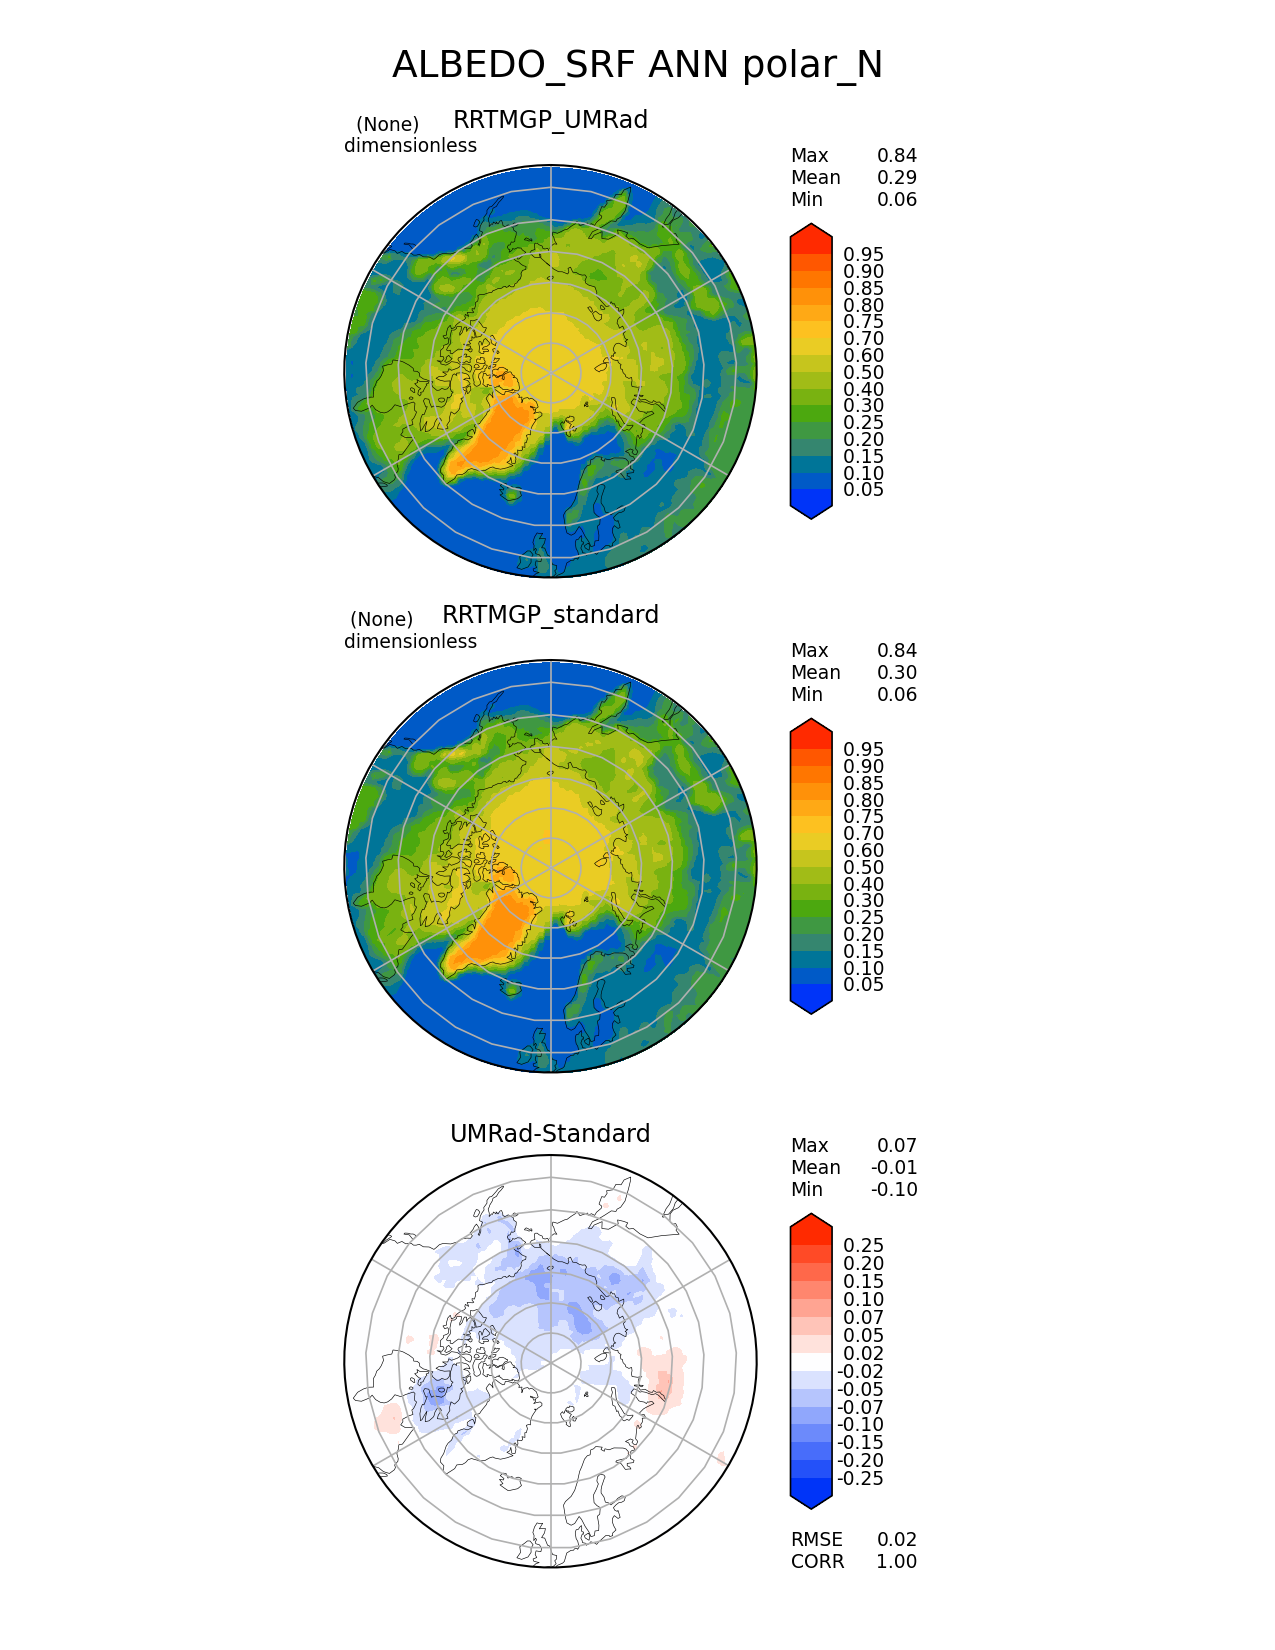 ALBEDO_SRF ANN polar_N
(None)
RRTMGP_UMRad
dimensionless
Max 0.84
Mean 0.29
Min 0.06
0.95
0.90
0.85
0.80
0.75
0.70
0.60
0.50
0.40
0.30
0.25
0.20
0.15
0.10
0.05
(None)
RRTMGP_standard
dimensionless
Max 0.84
Mean 0.30
Min 0.06
0.95
0.90
0.85
0.80
0.75
0.70
0.60
0.50
0.40
0.30
0.25
0.20
0.15
0.10
0.05
UMRad-Standard
Max 0.07
Mean -0.01
Min -0.10
0.25
0.20
0.15
0.10
0.07
0.05
0.02
-0.02
-0.05
-0.07
-0.10
-0.15
-0.20
-0.25
RMSE 0.02
CORR 1.00